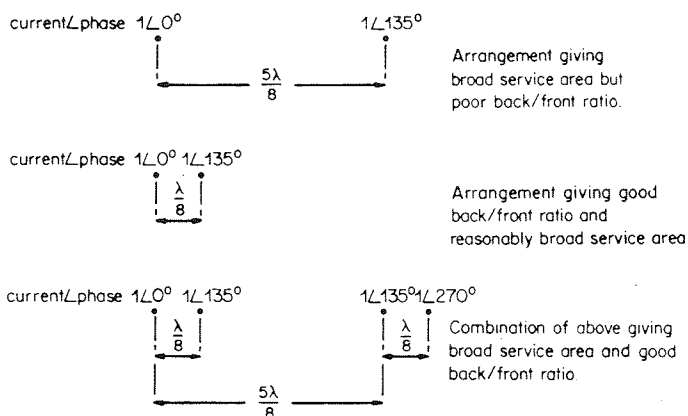 current∠phase 1∠0° 1∠135°
5λ/8
Arrangement giving
broad service area but
poor back/front ratio.
current∠phase 1∠0° 1∠135°
λ/8
Arrangement giving good
back/front ratio and
reasonably broad service area
current∠phase 1∠0° 1∠135° 1∠135° 1∠270°
λ/8 λ/8
5λ/8
Combination of above giving
broad service area and good
back/front ratio.